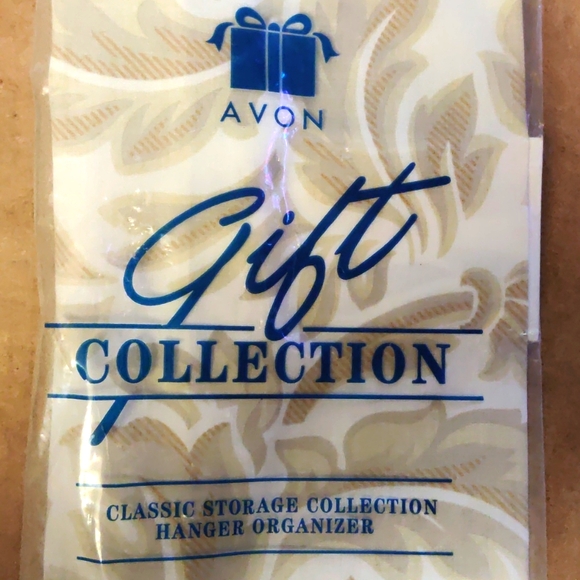 AVON
Gift
COLLECTION
CLASSIC STORAGE COLLECTION
HANGER ORGANIZER